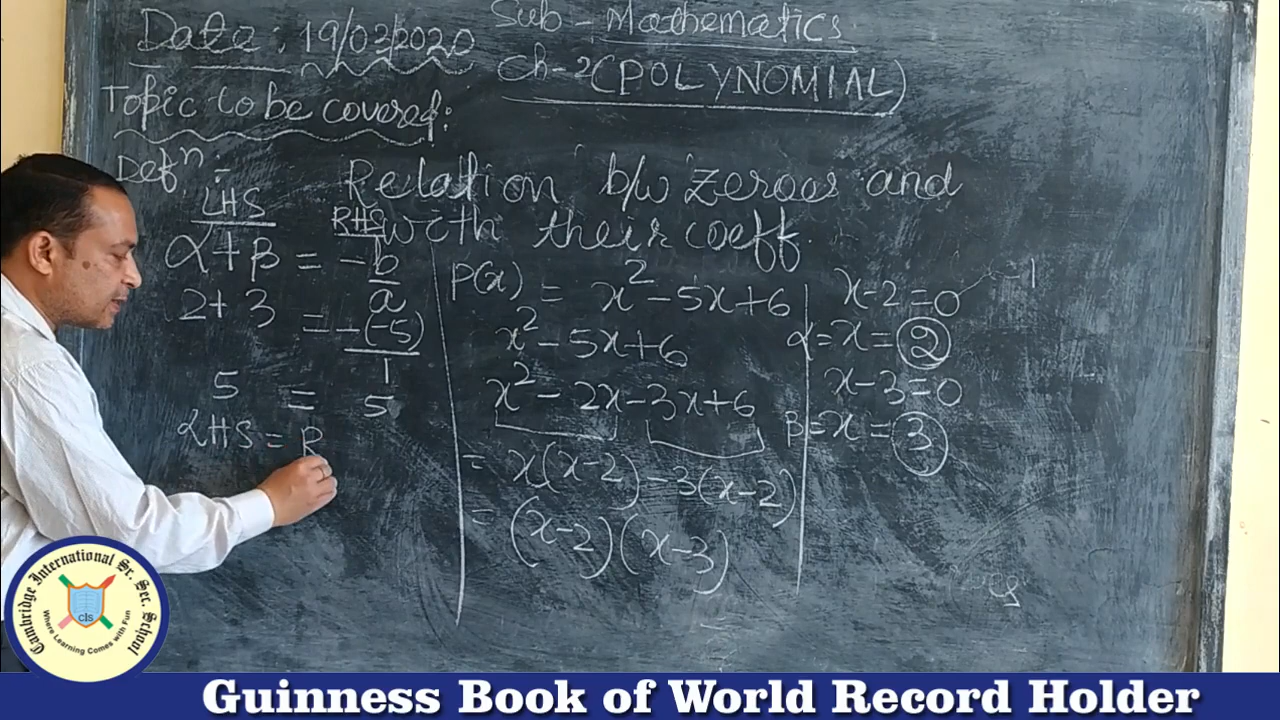 Date: 19/03/2020
Sub - Mathematics
Ch-2 (POLYNOMIAL)
Topic to be covered:
Defn :-
Relation b/w zeroes and
with their coeff.
LHS
RHS
α+β = -b/a
2+3 = -(-5)/1
5 = 5
LHS = R
P(x) = x² - 5x + 6
x² - 5x + 6
x² - 2x - 3x + 6
= x(x-2) - 3(x-2)
= (x-2)(x-3)
x-2=0
α = x = 2
x-3=0
β = x = 3
Cambridge International Sr. Sec. School
cis
Where Learning Comes with Fun
Guinness Book of World Record Holder